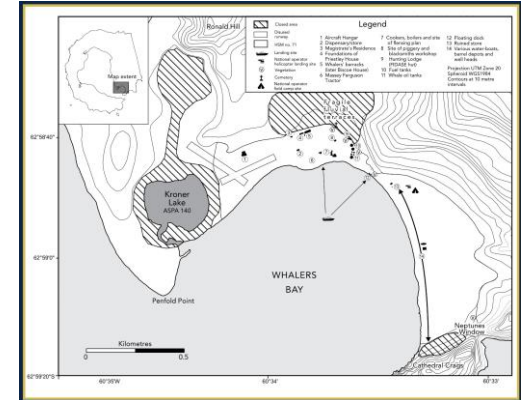 Ronald Hill
Map extent
Legend
Closed area
Disused runway
HSM no. 71
Landing site
National operator helicopter landing site
Vegetation
Cemetery
National operator field camp site
1 Aircraft Hangar
2 Dispensary/store
3 Magistrate's Residence
4 Foundations of Priestley House
5 Whalers' barracks (later Biscoe House)
6 Massey Ferguson Tractor
7 Cookers, boilers and site of flensing plan
8 Site of piggery and blacksmiths workshop
9 Hunting Lodge (FIDASE hut)
10 Fuel tanks
11 Whale oil tanks
12 Floating dock
13 Ruined store
14 Various water-boats, barrel depots and well heads
Projection UTM Zone 20
Spheroid WGS1984
Contours at 10 metre intervals
fragile
fluvial
terraces
62°58'40"
Kroner
Lake
ASPA 140
62°59'0"
WHALERS
BAY
Penfold Point
Neptunes
Window
Kilometres
0
0.5
Cathedral Crags
62°59'20"S
60°35'W
60°34'
60°33'